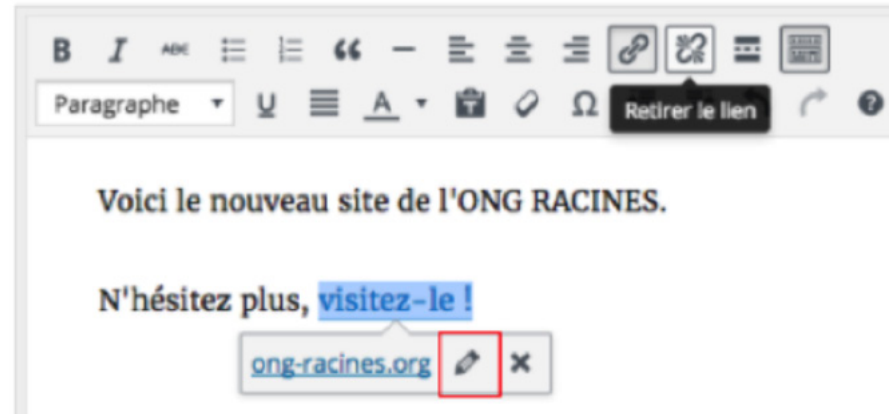 B I ABC
Paragraphe U A Ω
Retirer le lien
Voici le nouveau site de l'ONG RACINES.
N'hésitez plus, visitez-le !
ong-racines.org